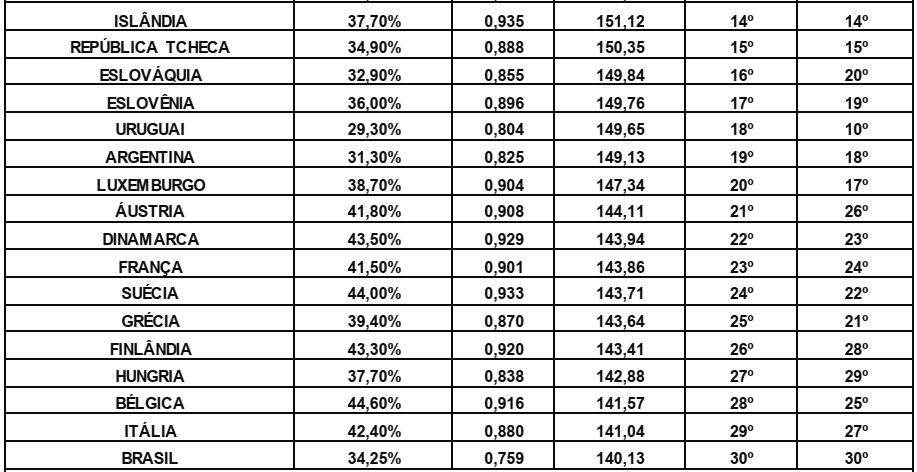 ISLÂNDIA 37,70% 0,935 151,12 14º 14º
REPÚBLICA TCHECA 34,90% 0,888 150,35 15º 15º
ESLOVÁQUIA 32,90% 0,855 149,84 16º 20º
ESLOVÊNIA 36,00% 0,896 149,76 17º 19º
URUGUAI 29,30% 0,804 149,65 18º 10º
ARGENTINA 31,30% 0,825 149,13 19º 18º
LUXEMBURGO 38,70% 0,904 147,34 20º 17º
ÁUSTRIA 41,80% 0,908 144,11 21º 26º
DINAMARCA 43,50% 0,929 143,94 22º 23º
FRANÇA 41,50% 0,901 143,86 23º 24º
SUÉCIA 44,00% 0,933 143,71 24º 22º
GRÉCIA 39,40% 0,870 143,64 25º 21º
FINLÂNDIA 43,30% 0,920 143,41 26º 28º
HUNGRIA 37,70% 0,838 142,88 27º 29º
BÉLGICA 44,60% 0,916 141,57 28º 25º
ITÁLIA 42,40% 0,880 141,04 29º 27º
BRASIL 34,25% 0,759 140,13 30º 30º